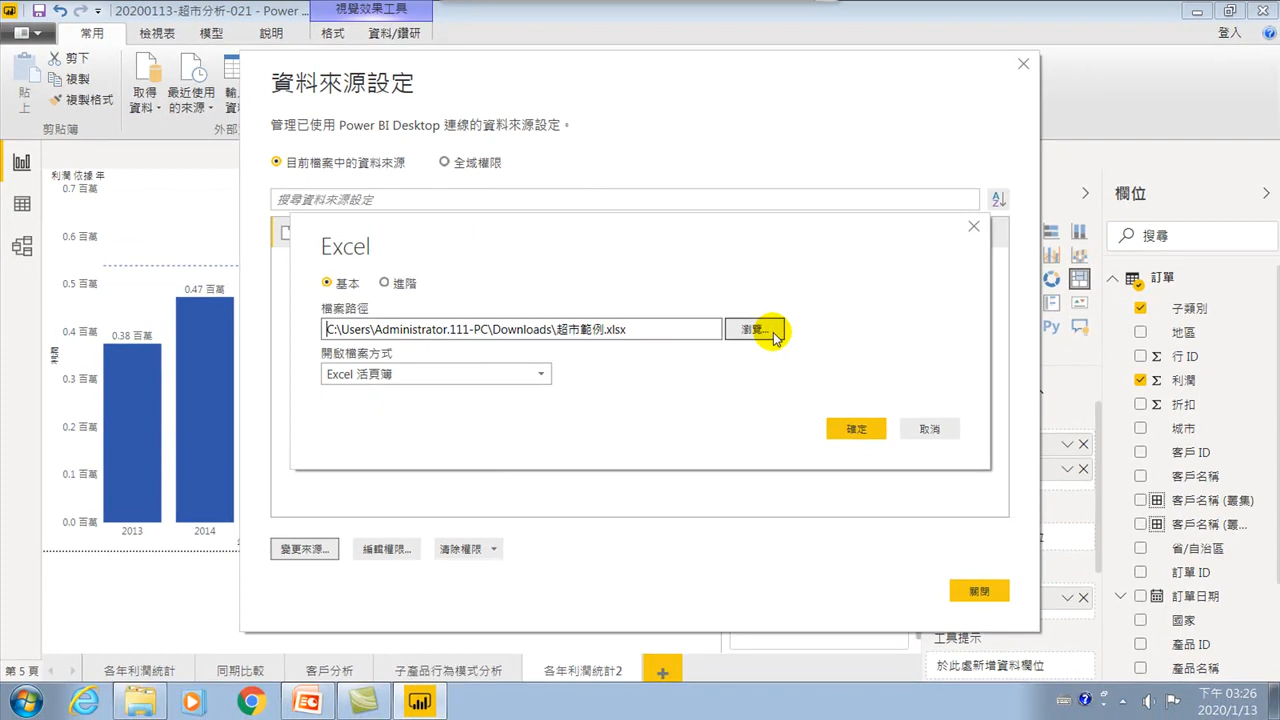 20200113-超市分析-021 - Power ...
視覺效果工具
常用
檢視表
模型
說明
格式
資料/鑽研
登入
貼上
剪下
複製
複製格式
剪貼簿
取得
資料
最近使用
的來源
輸
資
外部
資料來源設定
管理已使用 Power BI Desktop 連線的資料來源設定。
目前檔案中的資料來源
全域權限
搜尋資料來源設定
Excel
基本
進階
檔案路徑
C:\Users\Administrator.111-PC\Downloads\超市範例.xlsx
瀏覽...
開啟檔案方式
Excel 活頁簿
確定
取消
變更來源...
編輯權限...
清除權限
關閉
利潤 依據 年
0.7 百萬
0.6 百萬
0.5 百萬
0.4 百萬
0.3 百萬
0.2 百萬
0.1 百萬
0.0 百萬
利潤
0.38 百萬
0.47 百萬
2013
2014
欄位
搜尋
訂單
子類別
地區
行 ID
利潤
折扣
城市
客戶 ID
客戶名稱
客戶名稱 (叢集)
客戶名稱 (叢...
省/自治區
訂單 ID
訂單日期
國家
產品 ID
產品名稱
Py
工具提示
於此處新增資料欄位
第 5 頁
各年利潤統計
同期比較
客戶分析
子產品行為模式分析
各年利潤統計2
下午 03:26
2020/1/13